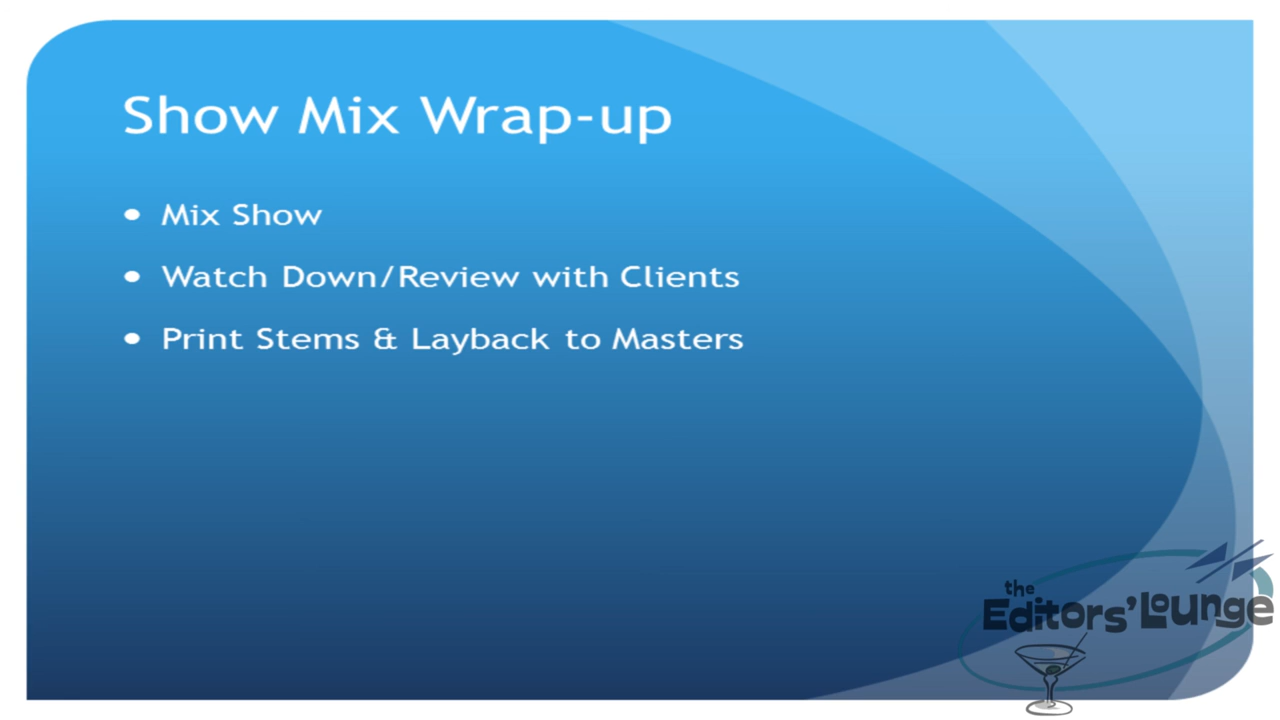 Show Mix Wrap-up
• Mix Show
• Watch Down/Review with Clients
• Print Stems & Layback to Masters
the
Editors' Lounge